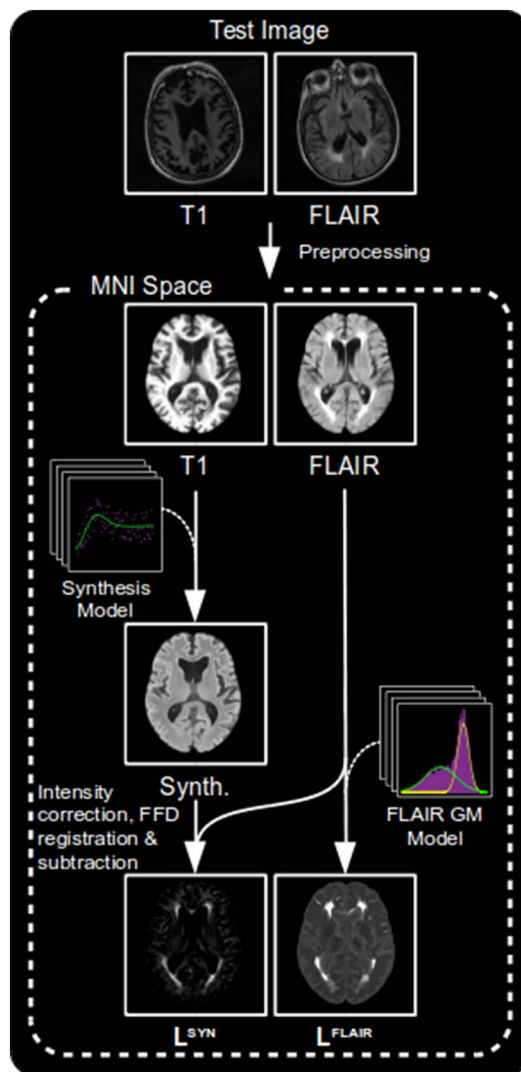 Test Image
T1
FLAIR
Preprocessing
MNI Space
T1
FLAIR
Synthesis
Model
Synth.
Intensity
correction, FFD
registration &
subtraction
FLAIR GM
Model
L^SYN
L^FLAIR